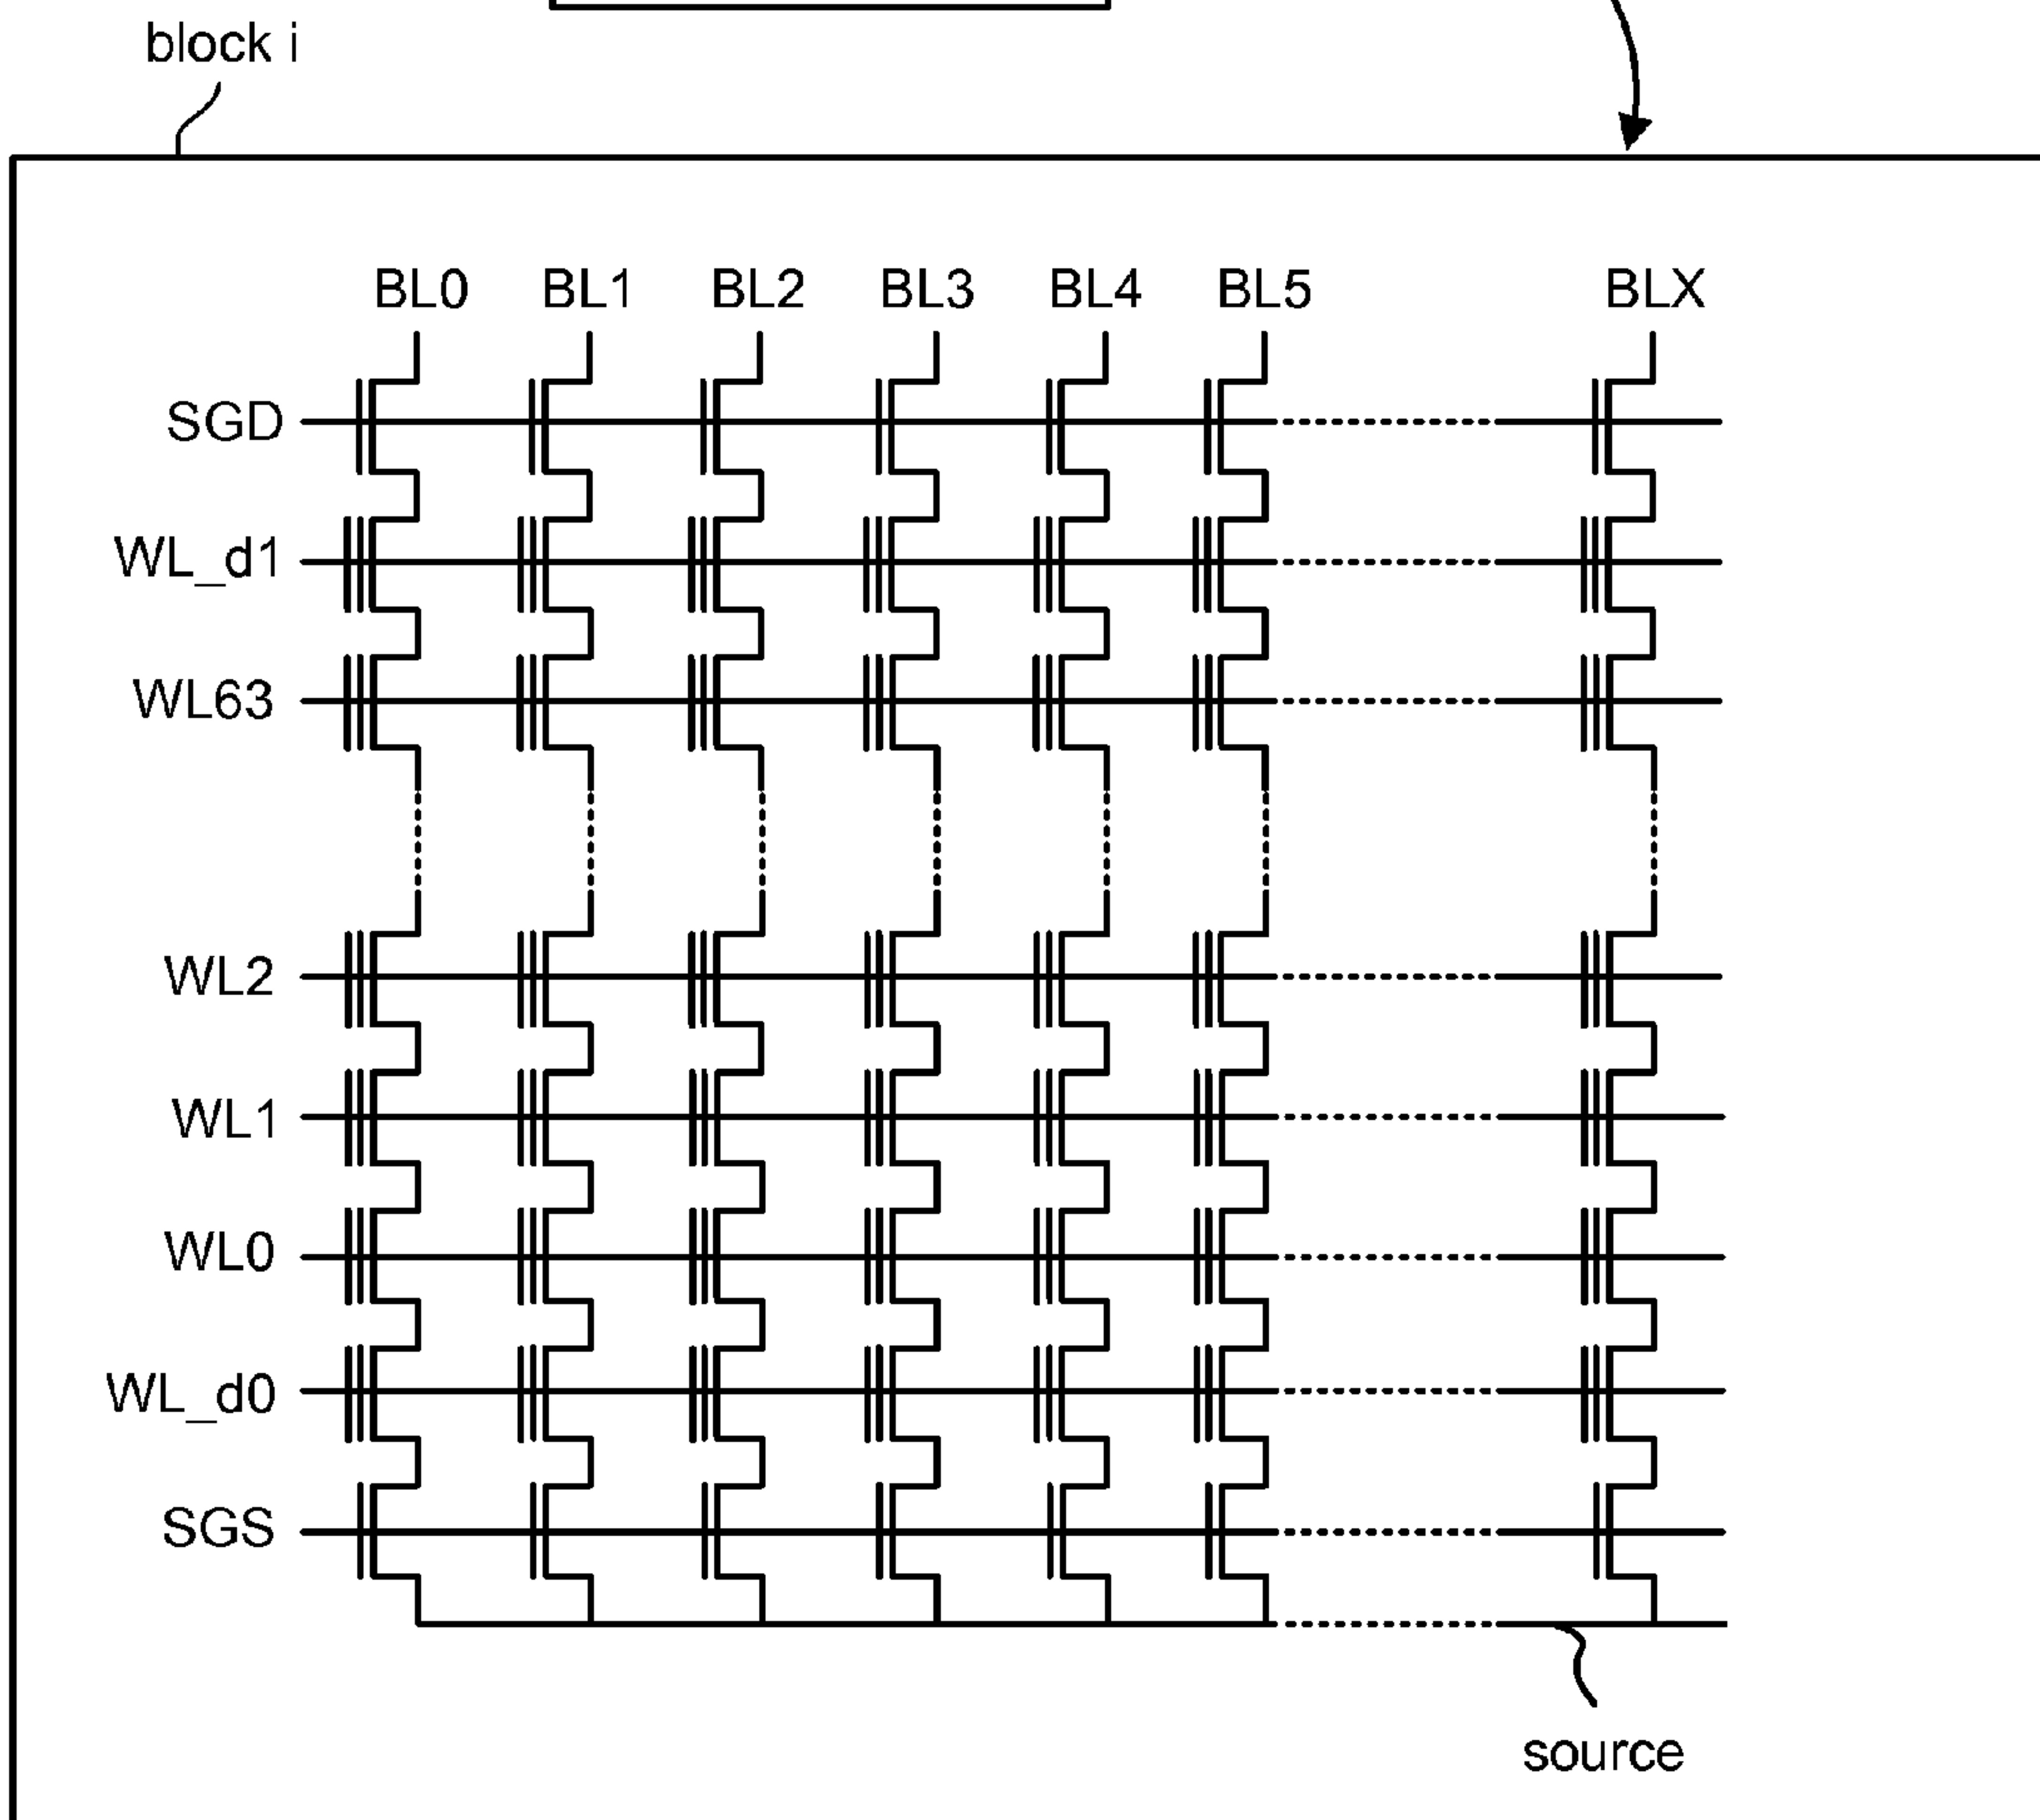 block i
BL0 BL1 BL2 BL3 BL4 BL5 BLX
SGD
WL_d1
WL63
WL2
WL1
WL0
WL_d0
SGS
source